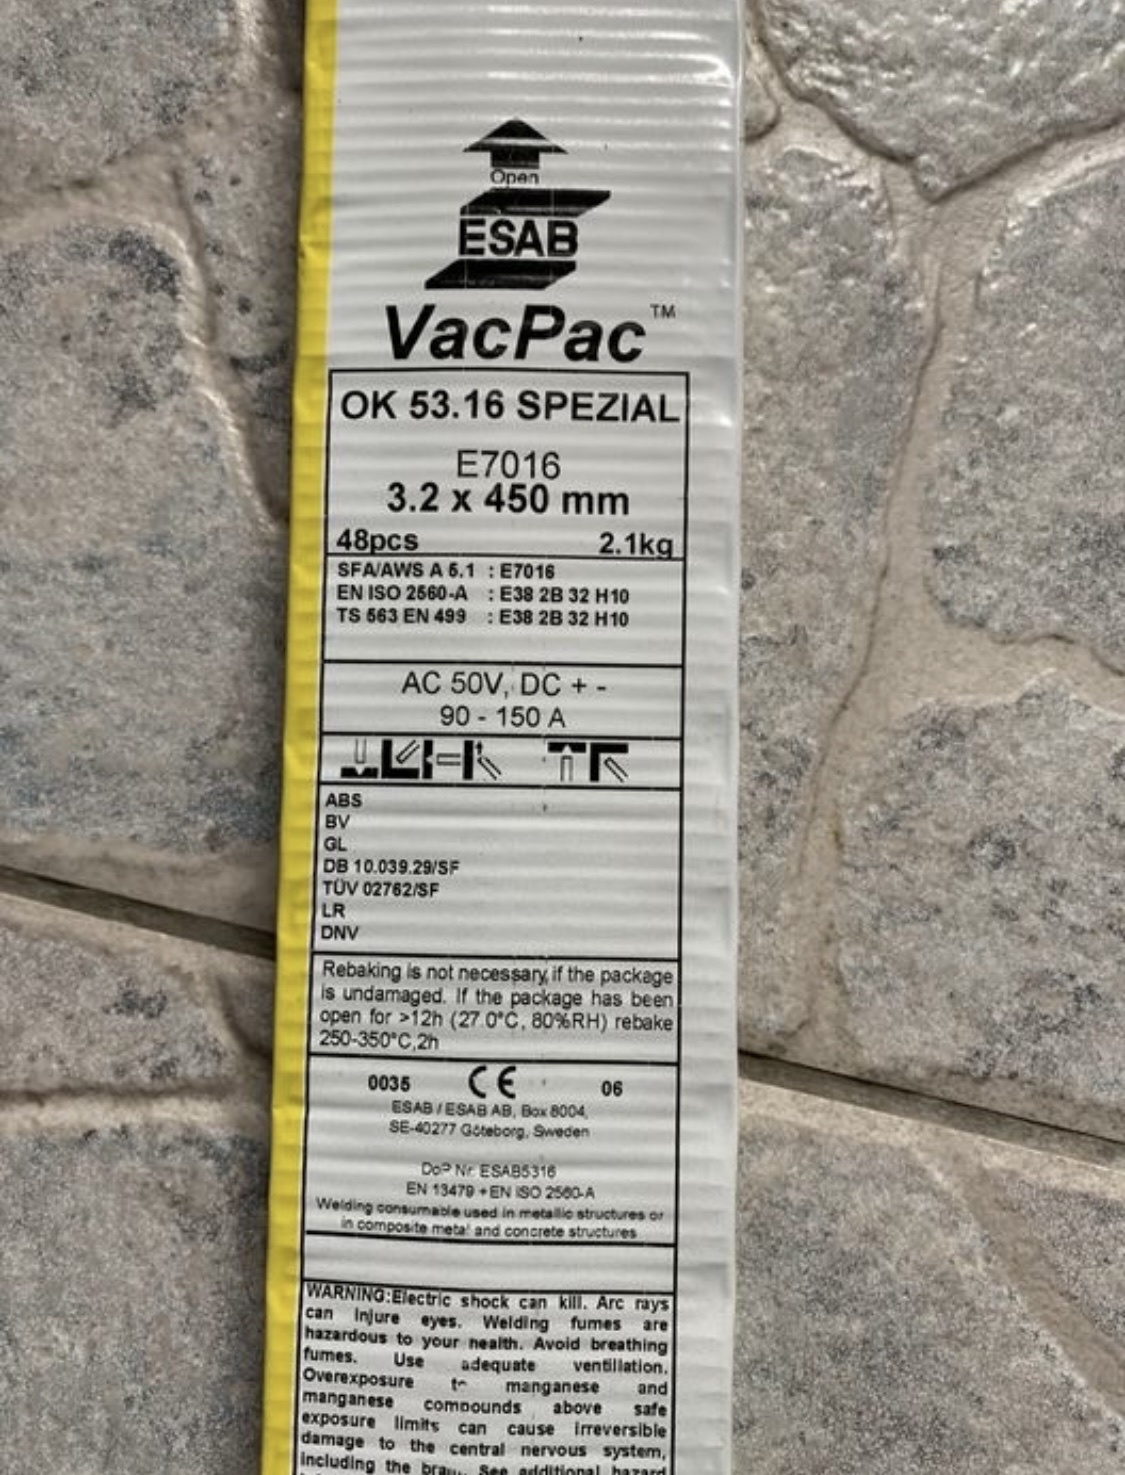 Open
ESAB
VacPac™
OK 53.16 SPEZIAL
E7016
3.2 x 450 mm
48pcs 2.1kg
SFA/AWS A 5.1 : E7016
EN ISO 2560-A : E38 2B 32 H10
TS 563 EN 499 : E38 2B 32 H10
AC 50V, DC + -
90 - 150 A
ABS
BV
GL
DB 10.039.29/SF
TÜV 02762/SF
LR
DNV
Rebaking is not necessary, if the package
is undamaged. If the package has been
open for >12h (27.0°C, 80%RH) rebake
250-350°C,2h
0035 CE 06
ESAB / ESAB AB, Box 8004,
SE-40277 Göteborg, Sweden
DoP Nr. ESAB5316
EN 13479 + EN ISO 2560-A
Welding consumable used in metallic structures or
in composite metal and concrete structures
WARNING:Electric shock can kill. Arc rays
can injure eyes. Welding fumes are
hazardous to your health. Avoid breathing
fumes. Use adequate ventillation.
Overexposure to manganese and
manganese compounds above safe
exposure limits can cause irreversible
damage to the central nervous system,
including the See additional hazard